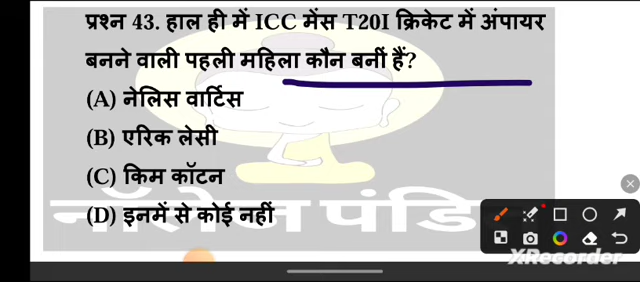 प्रश्न 43. हाल ही में ICC मेंस T20I क्रिकेट में अंपायर
बनने वाली पहली महिला कौन बनीं हैं?
(A) नेलिस वार्टिस
(B) एरिक लेसी
(C) किम कॉटन
(D) इनमें से कोई नहीं
नॉलेज पंडि
XRecorder